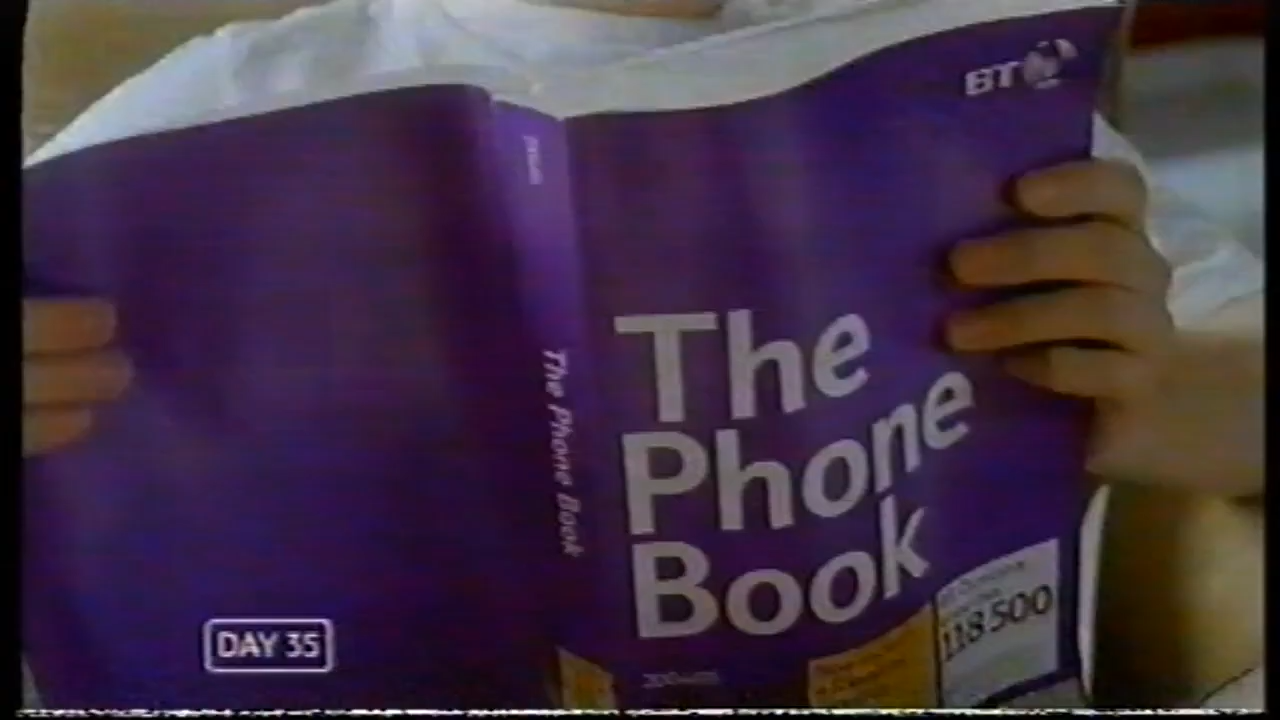 BT
The Phone Book
The
Phone
Book
118 500
DAY 35